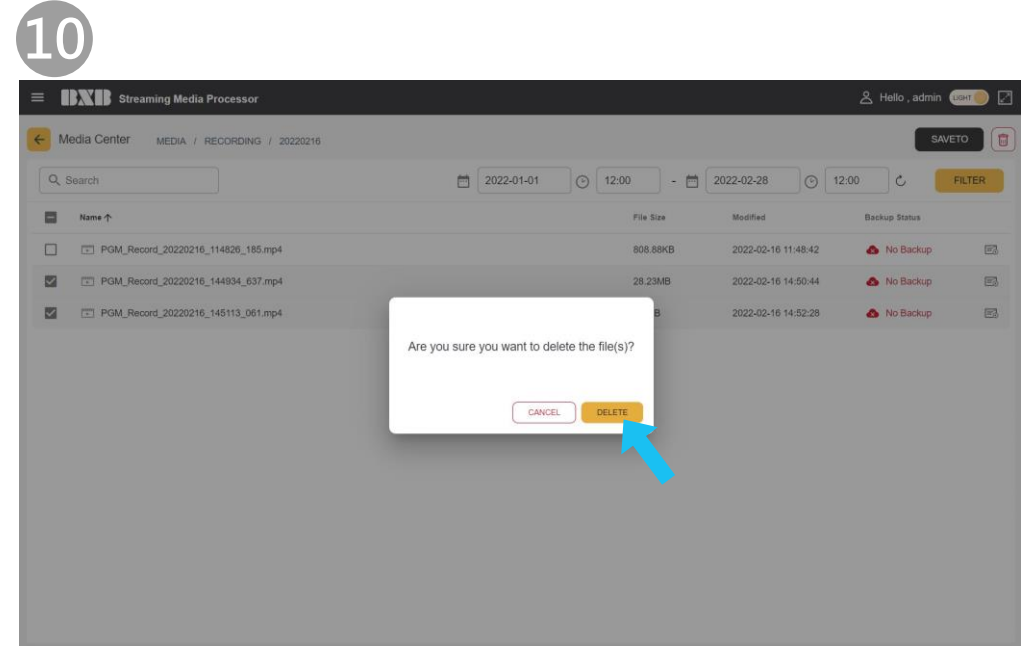 10
BXB Streaming Media Processor Hello , admin LIGHT
Media Center MEDIA / RECORDING / 20220216 SAVETO
Search 2022-01-01 12:00 - 2022-02-28 12:00 FILTER
Name ↑ File Size Modified Backup Status
PGM_Record_20220216_114826_185.mp4 808.88KB 2022-02-16 11:48:42 No Backup
PGM_Record_20220216_144934_637.mp4 28.23MB 2022-02-16 14:50:44 No Backup
PGM_Record_20220216_145113_061.mp4 B 2022-02-16 14:52:28 No Backup
Are you sure you want to delete the file(s)?
CANCEL DELETE